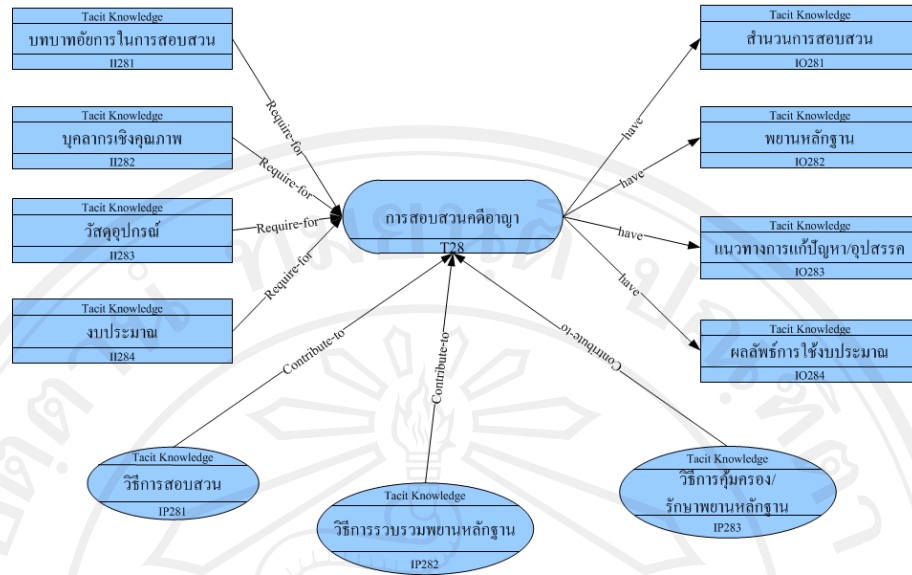 Tacit Knowledge
บทบาทอัยการในการสอบสวน
II281
Tacit Knowledge
บุคลากรเชิงคุณภาพ
II282
Tacit Knowledge
วัสดุอุปกรณ์
II283
Tacit Knowledge
งบประมาณ
II284
Require-for
Require-for
Require-for
Require-for
การสอบสวนคดีอาญา
T28
have
have
have
have
Tacit Knowledge
สำนวนการสอบสวน
IO281
Tacit Knowledge
พยานหลักฐาน
IO282
Tacit Knowledge
แนวทางการแก้ปัญหา/อุปสรรค
IO283
Tacit Knowledge
ผลลัพธ์การใช้งบประมาณ
IO284
Contribute-to
Contribute-to
Contribute-to
Tacit Knowledge
วิธีการสอบสวน
IP281
Tacit Knowledge
วิธีการรวบรวมพยานหลักฐาน
IP282
Tacit Knowledge
วิธีการคุ้มครอง/
รักษาพยานหลักฐาน
IP283